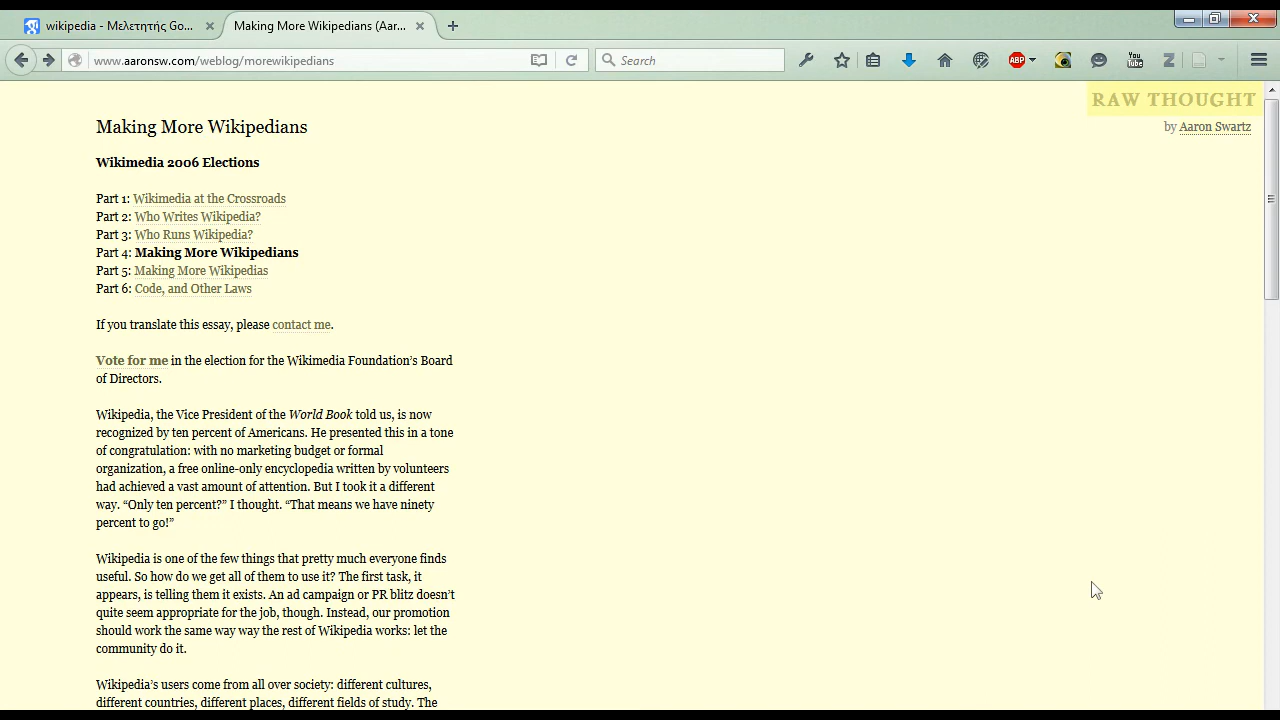 wikipedia - Μελετητής Go...
Making More Wikipedians (Aar...
www.aaronsw.com/weblog/morewikipedians
Search
ABP
You
Tube
Z
RAW THOUGHT
by Aaron Swartz
Making More Wikipedians
Wikimedia 2006 Elections
Part 1: Wikimedia at the Crossroads
Part 2: Who Writes Wikipedia?
Part 3: Who Runs Wikipedia?
Part 4: Making More Wikipedians
Part 5: Making More Wikipedias
Part 6: Code, and Other Laws
If you translate this essay, please contact me.
Vote for me in the election for the Wikimedia Foundation’s Board
of Directors.
Wikipedia, the Vice President of the World Book told us, is now
recognized by ten percent of Americans. He presented this in a tone
of congratulation: with no marketing budget or formal
organization, a free online-only encyclopedia written by volunteers
had achieved a vast amount of attention. But I took it a different
way. “Only ten percent?” I thought. “That means we have ninety
percent to go!”
Wikipedia is one of the few things that pretty much everyone finds
useful. So how do we get all of them to use it? The first task, it
appears, is telling them it exists. An ad campaign or PR blitz doesn’t
quite seem appropriate for the job, though. Instead, our promotion
should work the same way way the rest of Wikipedia works: let the
community do it.
Wikipedia’s users come from all over society: different cultures,
different countries, different places, different fields of study. The